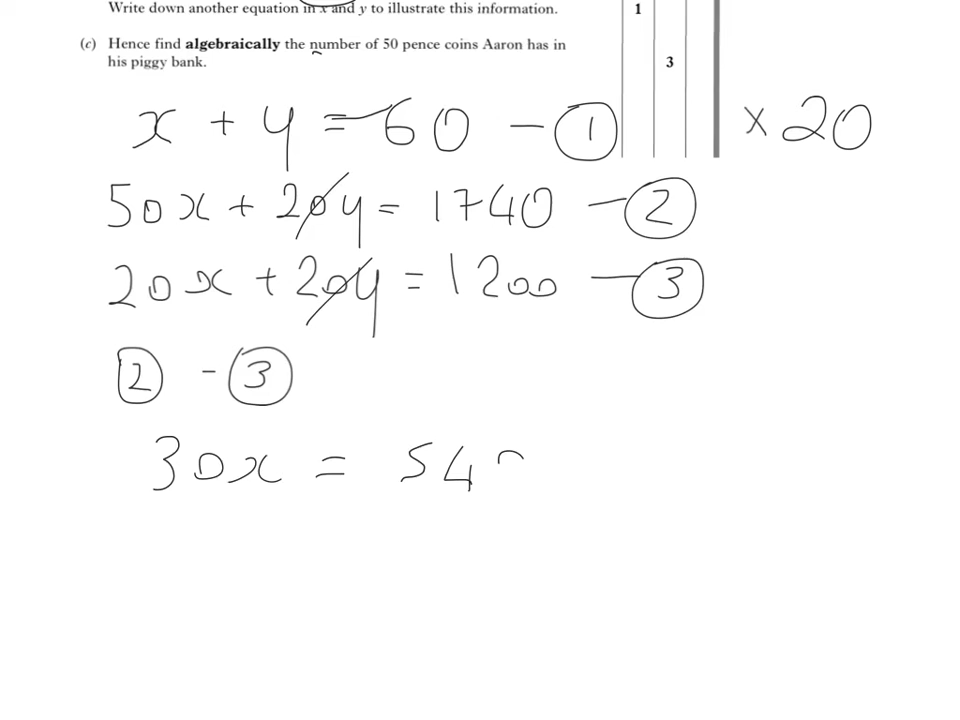 Write down another equation in x and y to illustrate this information. 1
(c) Hence find algebraically the number of 50 pence coins Aaron has in
his piggy bank. 3
x + y = 60 - ① × 20
50x + 20y = 1740 - ②
20x + 20y = 1200 - ③
② - ③
30x = 54